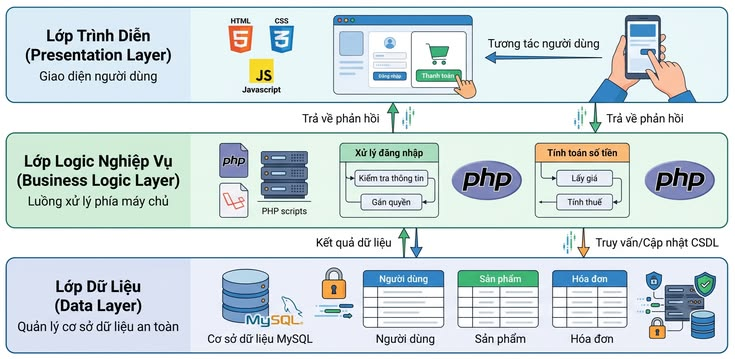 Lớp Trình Diễn
(Presentation Layer)
Giao diện người dùng
HTML
5
CSS
3
JS
Javascript
Đăng nhập
Thanh toán
Tương tác người dùng
Trả về phản hồi
Trả về phản hồi
Lớp Logic Nghiệp Vụ
(Business Logic Layer)
Luồng xử lý phía máy chủ
php
PHP scripts
Xử lý đăng nhập
Kiểm tra thông tin
Gán quyền
php
Tính toán số tiền
Lấy giá
Tính thuế
php
Kết quả dữ liệu
Truy vấn/Cập nhật CSDL
Lớp Dữ Liệu
(Data Layer)
Quản lý cơ sở dữ liệu an toàn
MySQL
Cơ sở dữ liệu MySQL
Người dùng
Người dùng
Sản phẩm
Sản phẩm
Hóa đơn
Hóa đơn